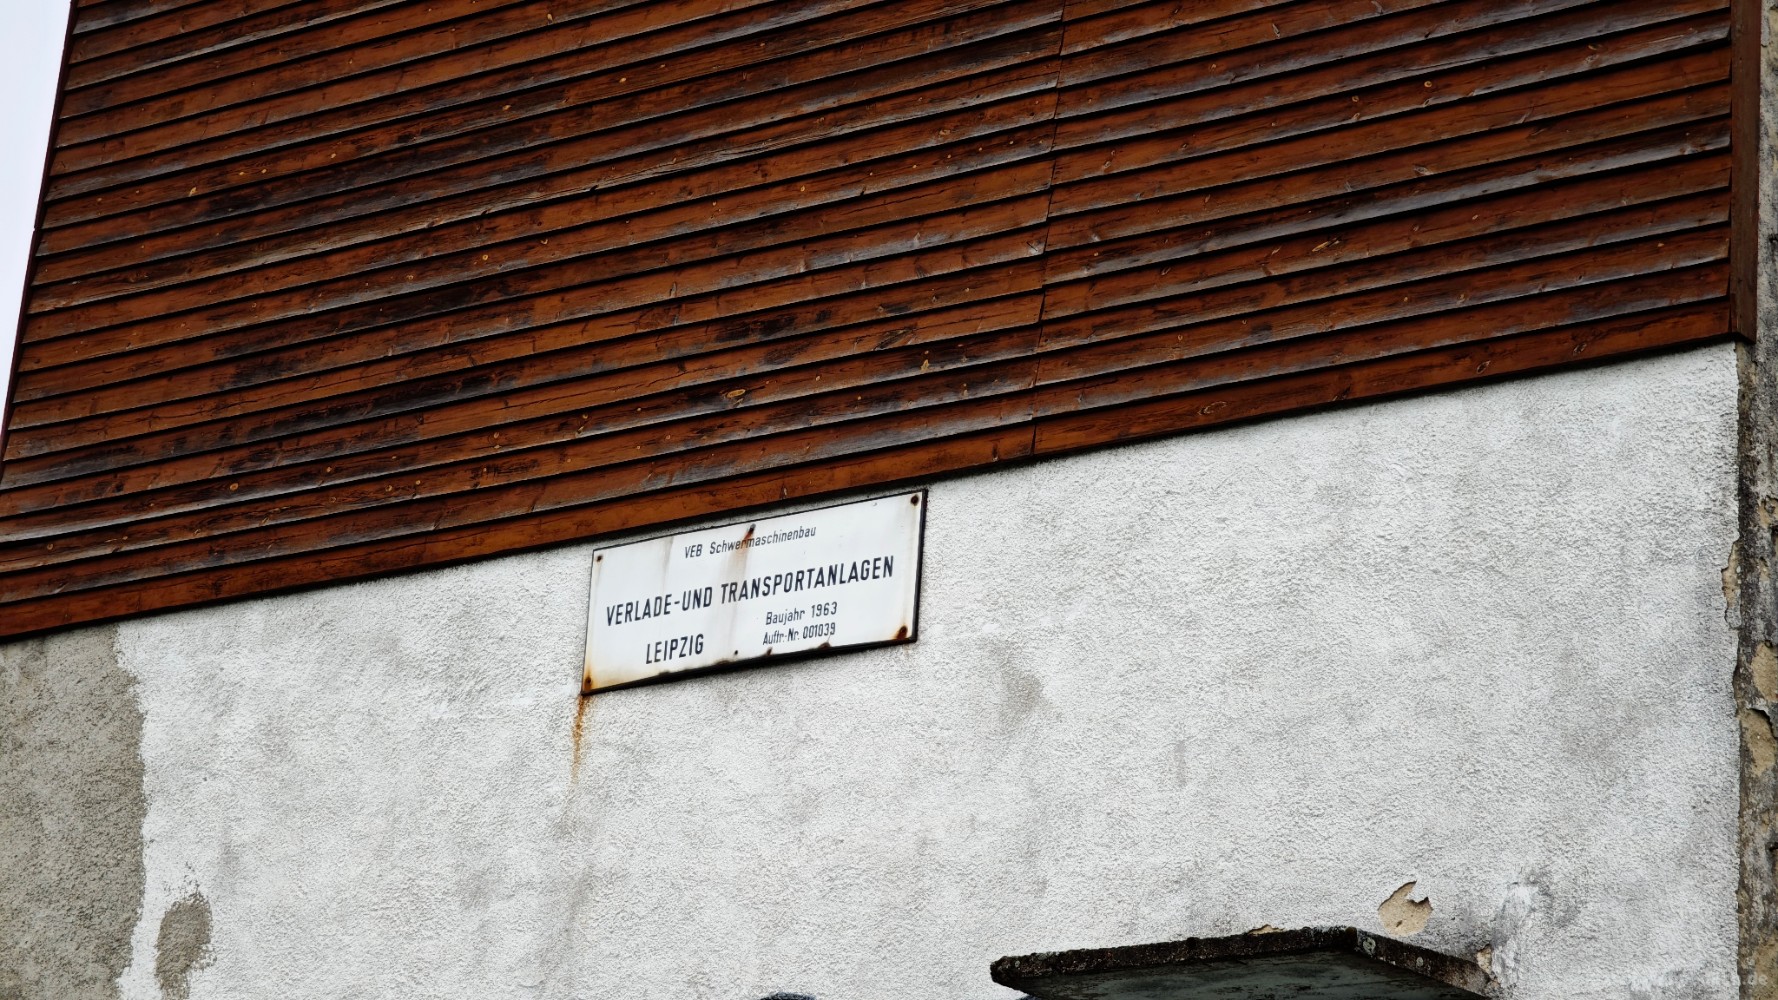 VEB Schwermaschinenbau
VERLADE-UND TRANSPORTANLAGEN
LEIPZIG
Baujahr 1963
Auftr.-Nr. 001039